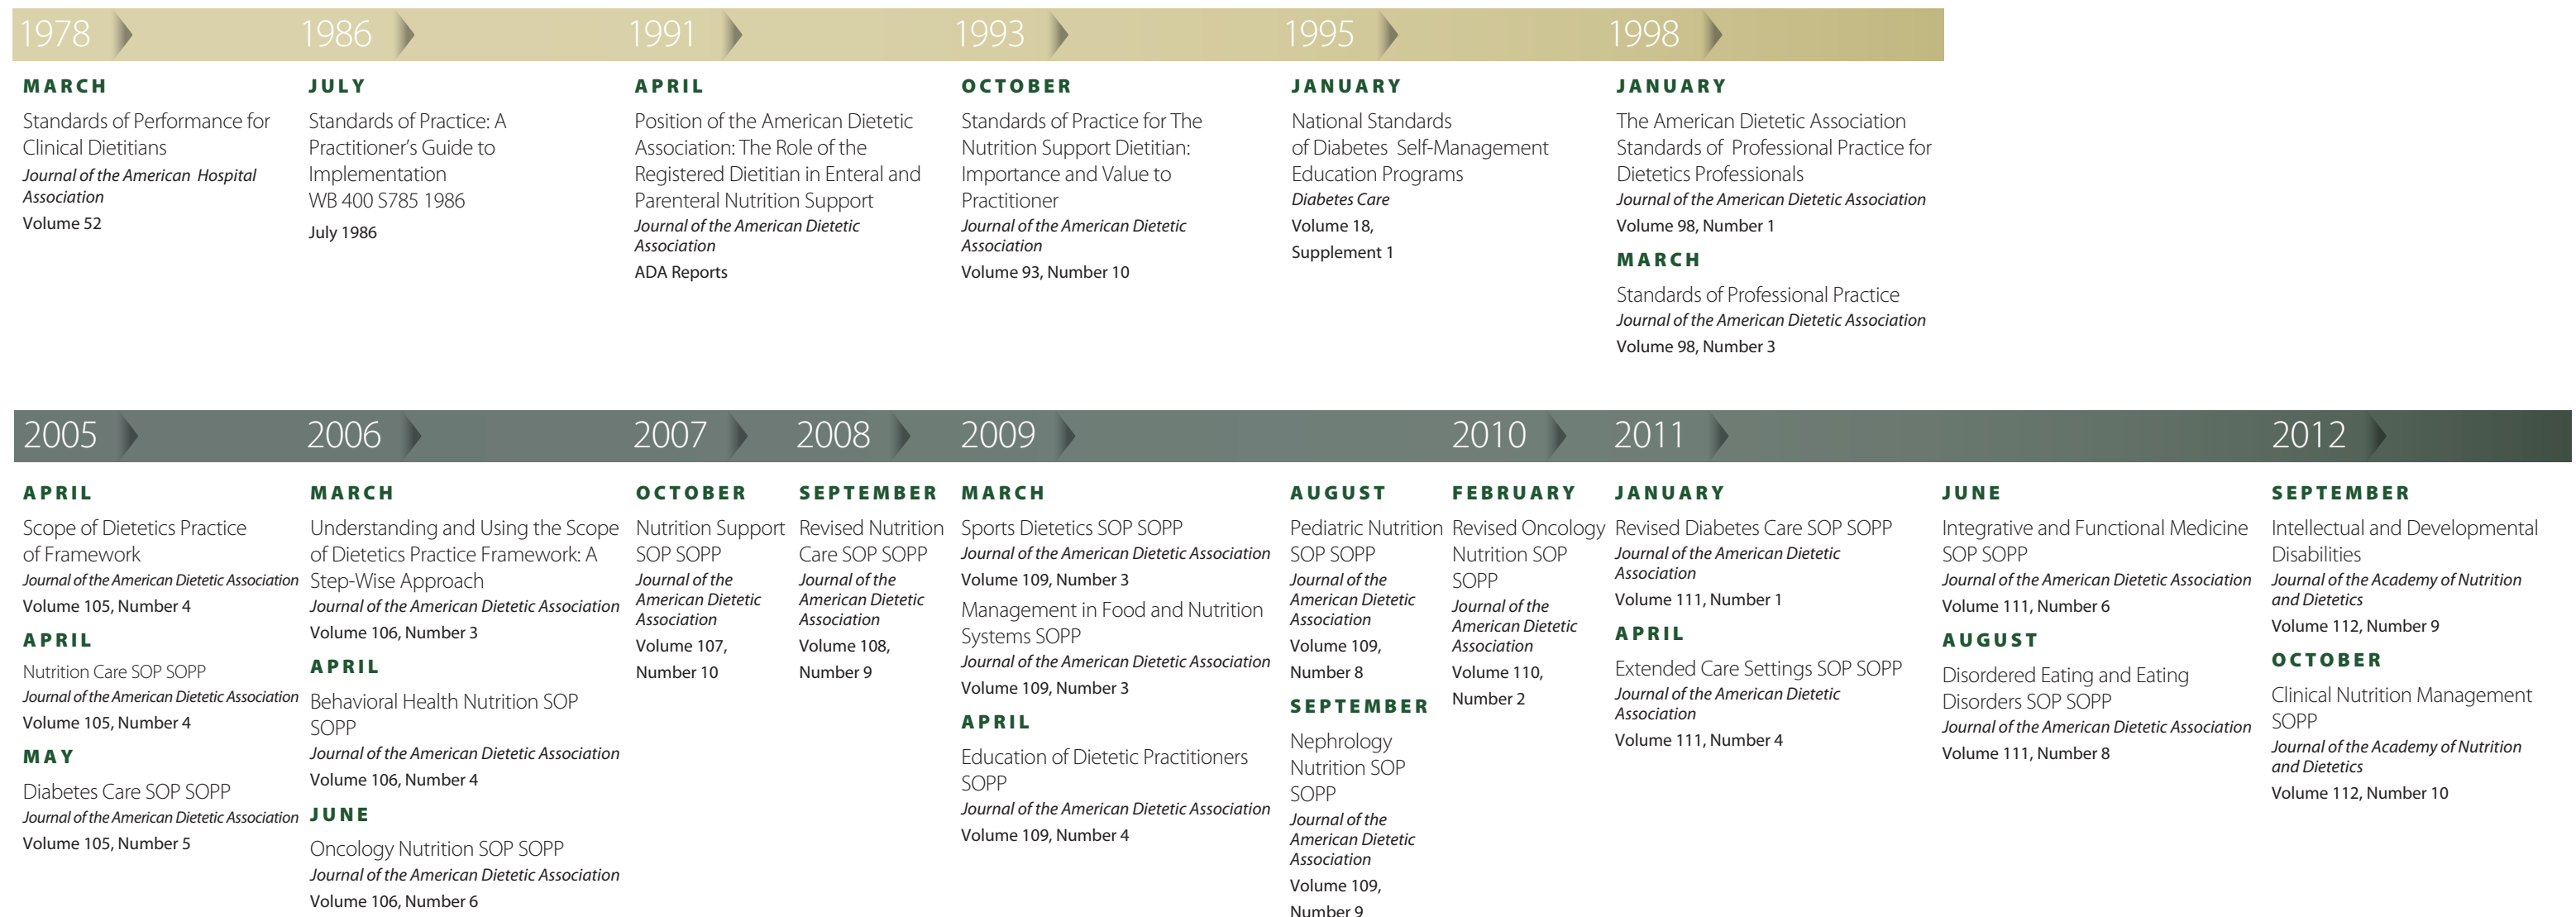 1978
MARCH
Standards of Performance for
Clinical Dietitians
Journal of the American Hospital
Association
Volume 52
1986
JULY
Standards of Practice: A
Practitioner's Guide to
Implementation
WB 400 S785 1986
July 1986
1991
APRIL
Position of the American Dietetic
Association: The Role of the
Registered Dietitian in Enteral and
Parenteral Nutrition Support
Journal of the American Dietetic
Association
ADA Reports
1993
OCTOBER
Standards of Practice for The
Nutrition Support Dietitian:
Importance and Value to
Practitioner
Journal of the American Dietetic
Association
Volume 93, Number 10
1995
JANUARY
National Standards
of Diabetes Self-Management
Education Programs
Diabetes Care
Volume 18,
Supplement 1
1998
JANUARY
The American Dietetic Association
Standards of Professional Practice for
Dietetics Professionals
Journal of the American Dietetic Association
Volume 98, Number 1
MARCH
Standards of Professional Practice
Journal of the American Dietetic Association
Volume 98, Number 3
2005
APRIL
Scope of Dietetics Practice
of Framework
Journal of the American Dietetic Association
Volume 105, Number 4
APRIL
Nutrition Care SOP SOPP
Journal of the American Dietetic Association
Volume 105, Number 4
MAY
Diabetes Care SOP SOPP
Journal of the American Dietetic Association
Volume 105, Number 5
2006
MARCH
Understanding and Using the Scope
of Dietetics Practice Framework: A
Step-Wise Approach
Journal of the American Dietetic Association
Volume 106, Number 3
APRIL
Behavioral Health Nutrition SOP
SOPP
Journal of the American Dietetic Association
Volume 106, Number 4
JUNE
Oncology Nutrition SOP SOPP
Journal of the American Dietetic Association
Volume 106, Number 6
2007
OCTOBER
Nutrition Support
SOP SOPP
Journal of the
American Dietetic
Association
Volume 107,
Number 10
2008
SEPTEMBER
Revised Nutrition
Care SOP SOPP
Journal of the
American Dietetic
Association
Volume 108,
Number 9
2009
MARCH
Sports Dietetics SOP SOPP
Journal of the American Dietetic Association
Volume 109, Number 3
Management in Food and Nutrition
Systems SOPP
Journal of the American Dietetic Association
Volume 109, Number 3
APRIL
Education of Dietetic Practitioners
SOPP
Journal of the American Dietetic Association
Volume 109, Number 4
AUGUST
Pediatric Nutrition
SOP SOPP
Journal of the
American Dietetic
Association
Volume 109,
Number 8
SEPTEMBER
Nephrology
Nutrition SOP
SOPP
Journal of the
American Dietetic
Association
Volume 109,
Number 9
2010
FEBRUARY
Revised Oncology
Nutrition SOP
SOPP
Journal of the
American Dietetic
Association
Volume 110,
Number 2
2011
JANUARY
Revised Diabetes Care SOP SOPP
Journal of the American Dietetic
Association
Volume 111, Number 1
APRIL
Extended Care Settings SOP SOPP
Journal of the American Dietetic
Association
Volume 111, Number 4
JUNE
Integrative and Functional Medicine
SOP SOPP
Journal of the American Dietetic Association
Volume 111, Number 6
AUGUST
Disordered Eating and Eating
Disorders SOP SOPP
Journal of the American Dietetic Association
Volume 111, Number 8
2012
SEPTEMBER
Intellectual and Developmental
Disabilities
Journal of the Academy of Nutrition
and Dietetics
Volume 112, Number 9
OCTOBER
Clinical Nutrition Management
SOPP
Journal of the Academy of Nutrition
and Dietetics
Volume 112, Number 10